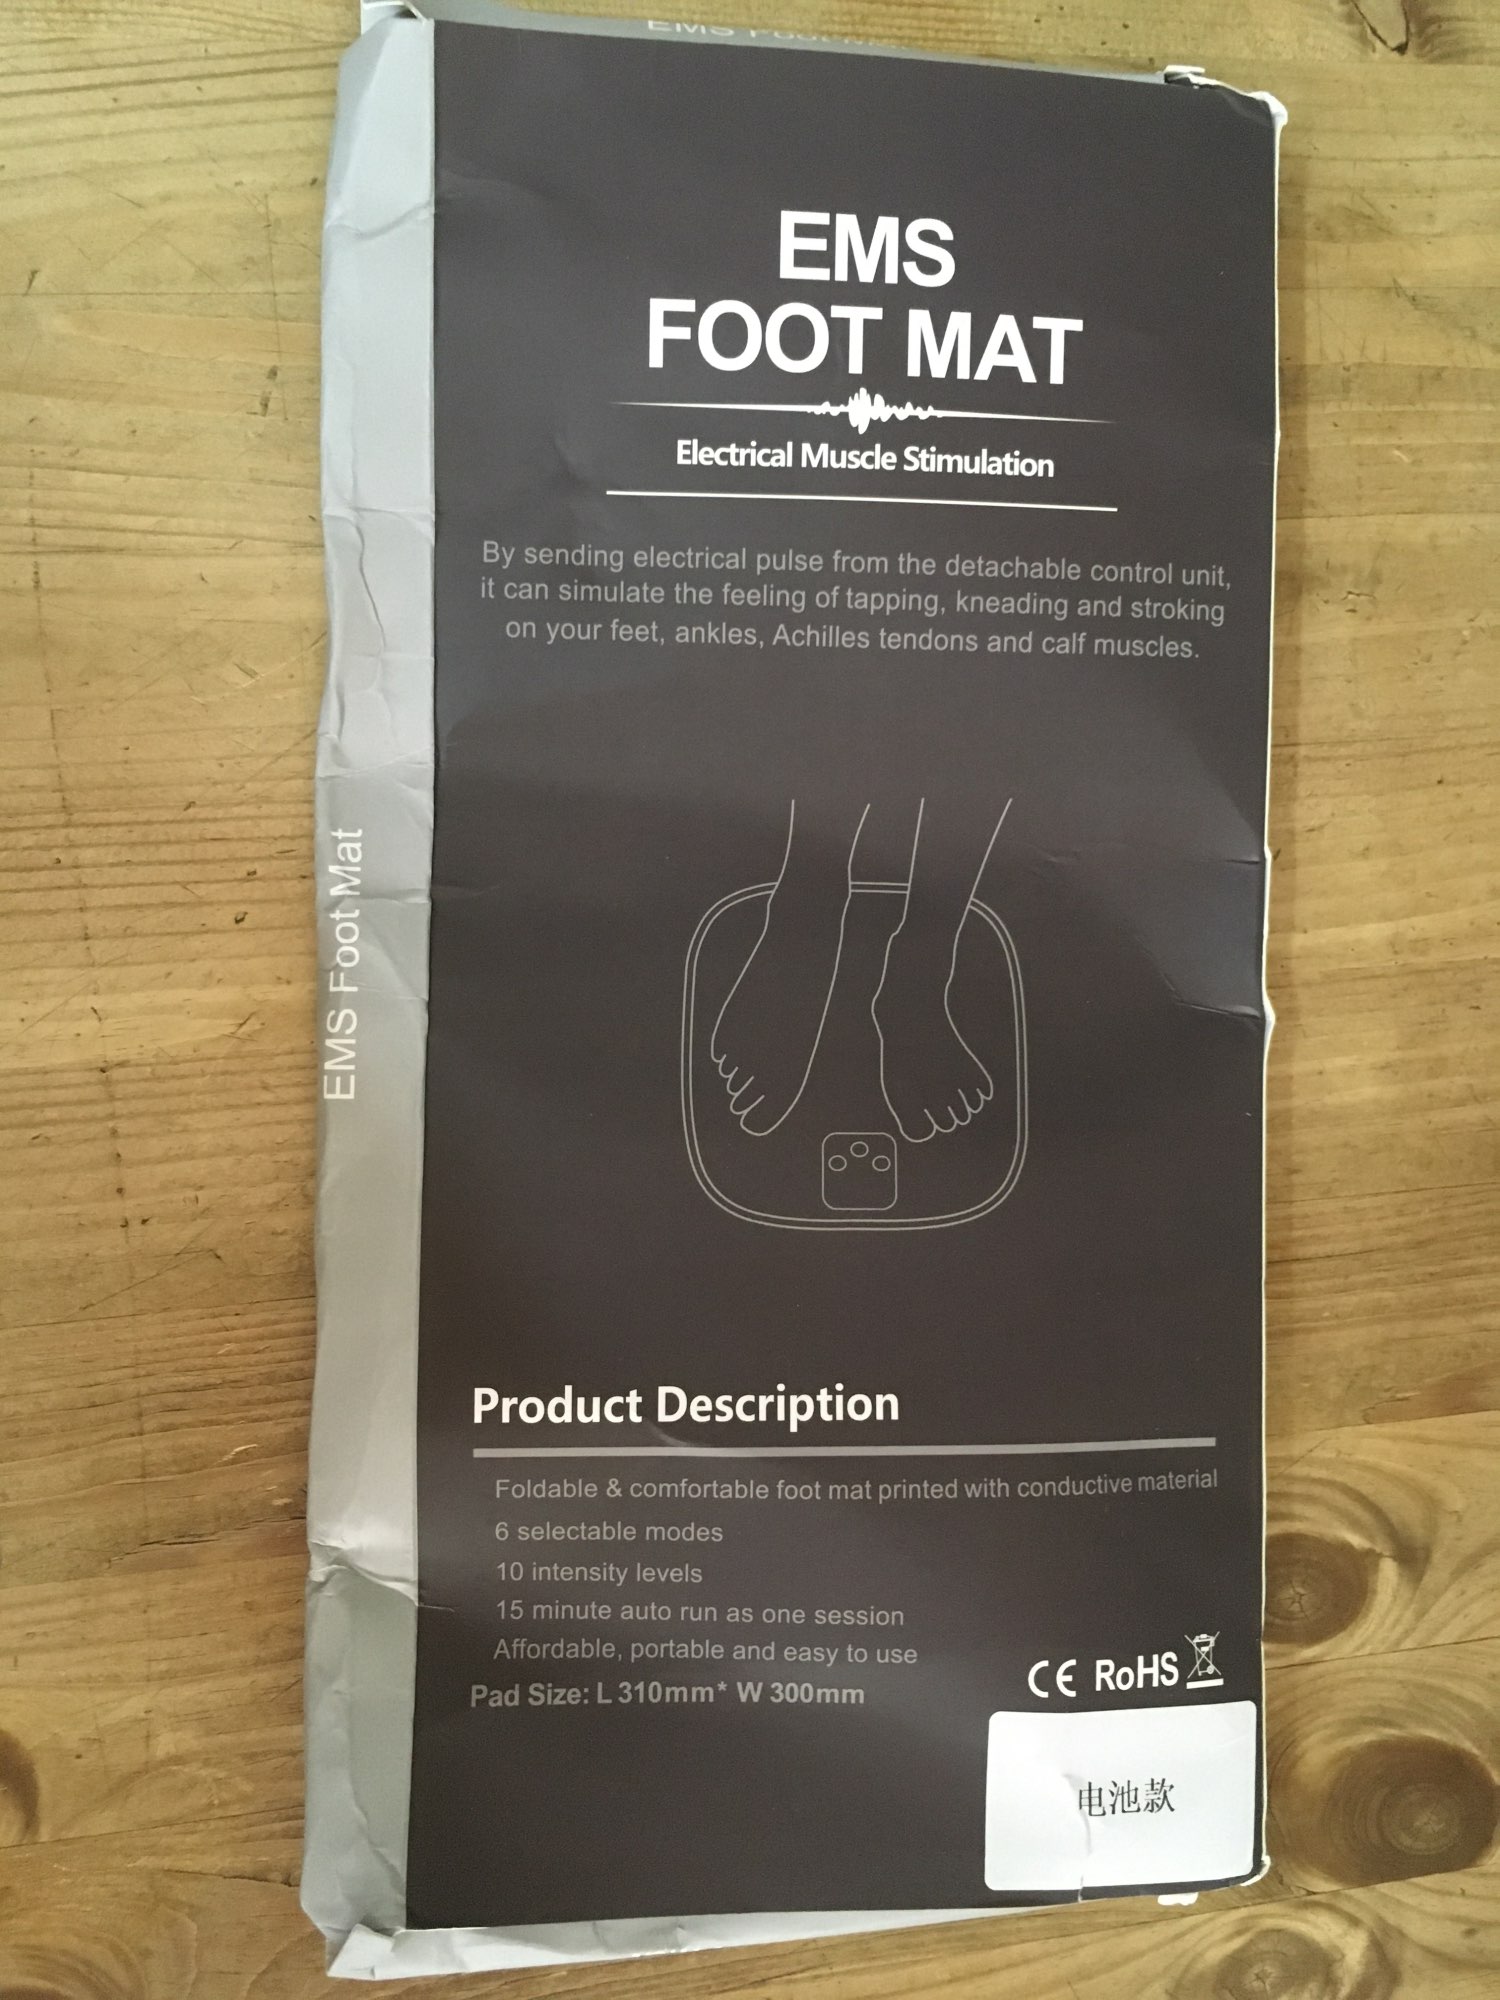 EMS Foot Mat
EMS
FOOT MAT
Electrical Muscle Stimulation
By sending electrical pulse from the detachable control unit,
it can simulate the feeling of tapping, kneading and stroking
on your feet, ankles, Achilles tendons and calf muscles.
EMS Foot Mat
Product Description
Foldable & comfortable foot mat printed with conductive material
6 selectable modes
10 intensity levels
15 minute auto run as one session
Affordable, portable and easy to use
Pad Size: L 310mm* W 300mm
CE RoHS
电池款